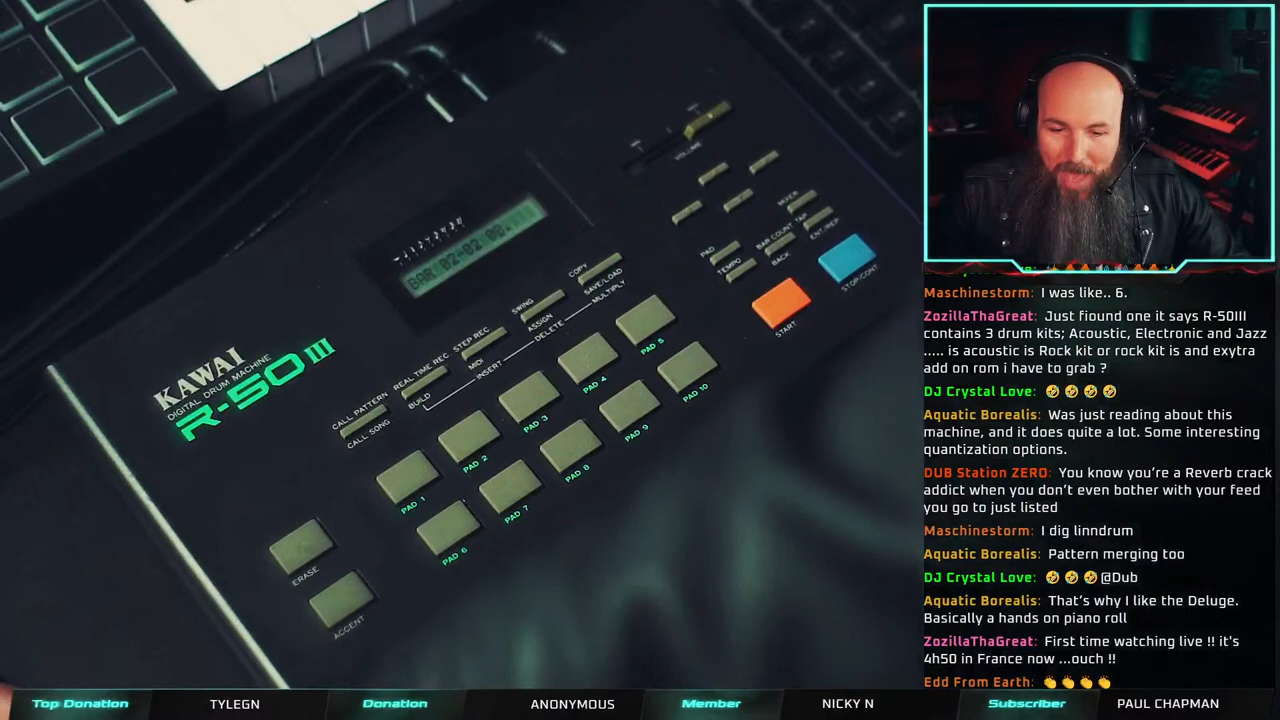 KAWAI
DIGITAL DRUM MACHINE
R-50 III
VOLUME
MIXER
BAR COUNT TAP
ENT/REP
PAD
TEMPO
BACK
STOP/CONT
START
COPY
SAVE/LOAD
MULTIPLY
SWING
ASSIGN
DELETE
STEP REC.
MIDI
INSERT
REAL TIME REC
BUILD
CALL PATTERN
CALL SONG
PAD 1
PAD 2
PAD 3
PAD 4
PAD 5
PAD 6
PAD 7
PAD 8
PAD 9
PAD 10
ERASE
ACCENT
Maschinestorm: I was like.. 6.
ZozillaThaGreat: Just fiound one it says R-50III
contains 3 drum kits; Acoustic, Electronic and Jazz
..... is acoustic is Rock kit or rock kit is and exytra
add on rom i have to grab ?
DJ Crystal Love: 🤣 🤣 🤣 🤣
Aquatic Borealis: Was just reading about this
machine, and it does quite a lot. Some interesting
quantization options.
DUB Station ZERO: You know you're a Reverb crack
addict when you don't even bother with your feed
you go to just listed
Maschinestorm: I dig linndrum
Aquatic Borealis: Pattern merging too
DJ Crystal Love: 🤣 🤣 🤣 @Dub
Aquatic Borealis: That's why I like the Deluge.
Basically a hands on piano roll
ZozillaThaGreat: First time watching live !! it's
4h50 in France now ...ouch !!
Edd From Earth: 👏 👏 👏 👏
Top Donation TYLEGN Donation ANONYMOUS Member NICKY N Subscriber PAUL CHAPMAN